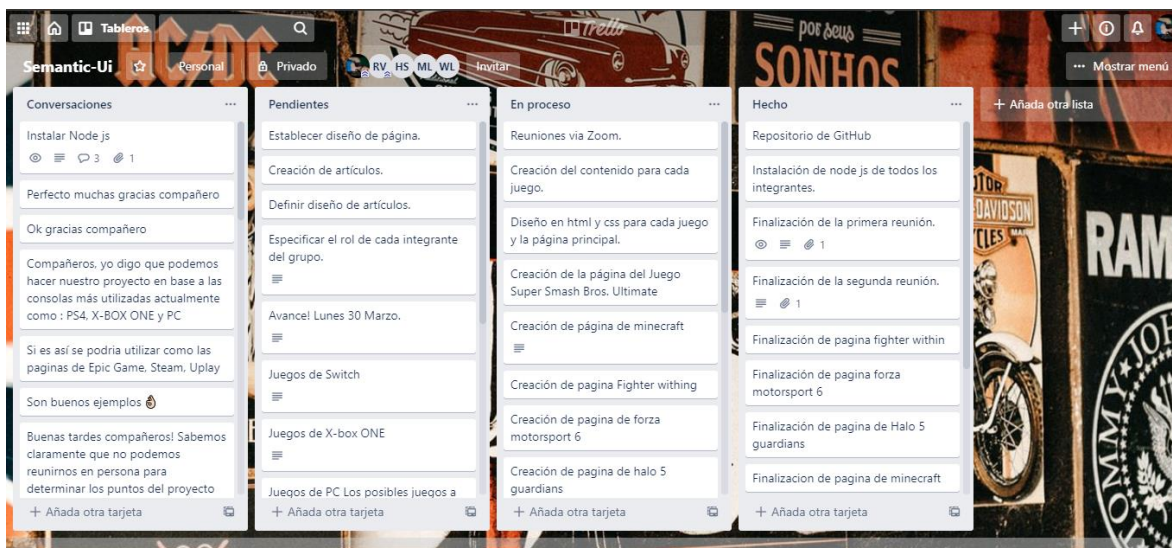 Tableros
Trello
Semantic-Ui
Personal
Privado
RV HS ML WL
Invitar
Mostrar menú
Conversaciones
Instalar Node js
3 1
Perfecto muchas gracias compañero
Ok gracias compañero
Compañeros, yo digo que podemos
hacer nuestro proyecto en base a las
consolas más utilizadas actualmente
como : PS4, X-BOX ONE y PC
Si es así se podria utilizar como las
paginas de Epic Game, Steam, Uplay
Son buenos ejemplos 👌🏽
Buenas tardes compañeros! Sabemos
claramente que no podemos
reunirnos en persona para
determinar los puntos del proyecto
+ Añada otra tarjeta
Pendientes
Establecer diseño de página.
Creación de artículos.
Definir diseño de artículos.
Especificar el rol de cada integrante
del grupo.
Avance! Lunes 30 Marzo.
Juegos de Switch
Juegos de X-box ONE
Juegos de PC Los posibles juegos a
+ Añada otra tarjeta
En proceso
Reuniones via Zoom.
Creación del contenido para cada
juego.
Diseño en html y css para cada juego
y la página principal.
Creación de la página del Juego
Super Smash Bros. Ultimate
Creación de página de minecraft
Creación de pagina Fighter withing
Creación de pagina de forza
motorsport 6
Creación de pagina de halo 5
guardians
+ Añada otra tarjeta
Hecho
Repositorio de GitHub
Instalación de node js de todos los
integrantes.
Finalización de la primera reunión.
1
Finalización de la segunda reunión.
1
Finalización de pagina fighter within
Finalización de pagina forza
motorsport 6
Finalización de pagina de Halo 5
guardians
Finalizacion de pagina de minecraft
+ Añada otra tarjeta
+ Añada otra lista
AC/DC
por seus
SONHOS
MOTOR
DAVIDSON
CLES
RAM
TOMMY
JO